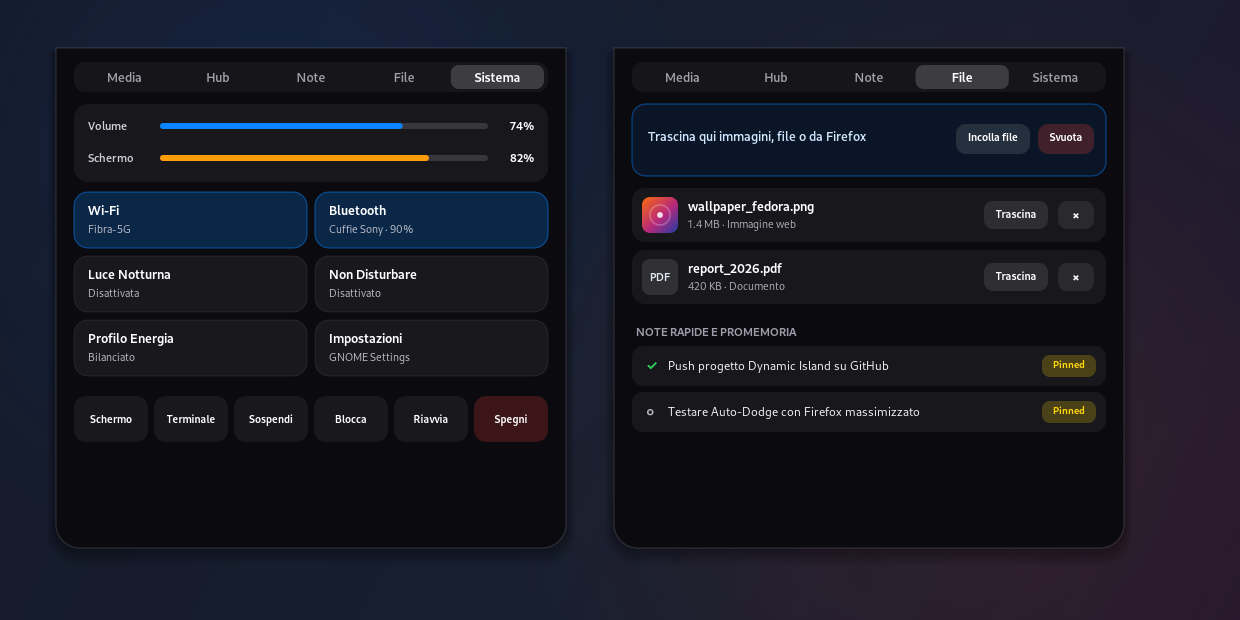 Media Hub Note File Sistema
Volume 74%
Schermo 82%
Wi-Fi
Fibra-5G
Bluetooth
Cuffie Sony · 90%
Luce Notturna
Disattivata
Non Disturbare
Disattivato
Profilo Energia
Bilanciato
Impostazioni
GNOME Settings
Schermo Terminale Sospendi Blocca Riavvia Spegni
Media Hub Note File Sistema
Trascina qui immagini, file o da Firefox Incolla file Svuota
wallpaper_fedora.png
1.4 MB · Immagine web
Trascina ×
PDF
report_2026.pdf
420 KB · Documento
Trascina ×
NOTE RAPIDE E PROMEMORIA
Push progetto Dynamic Island su GitHub Pinned
Testare Auto-Dodge con Firefox massimizzato Pinned